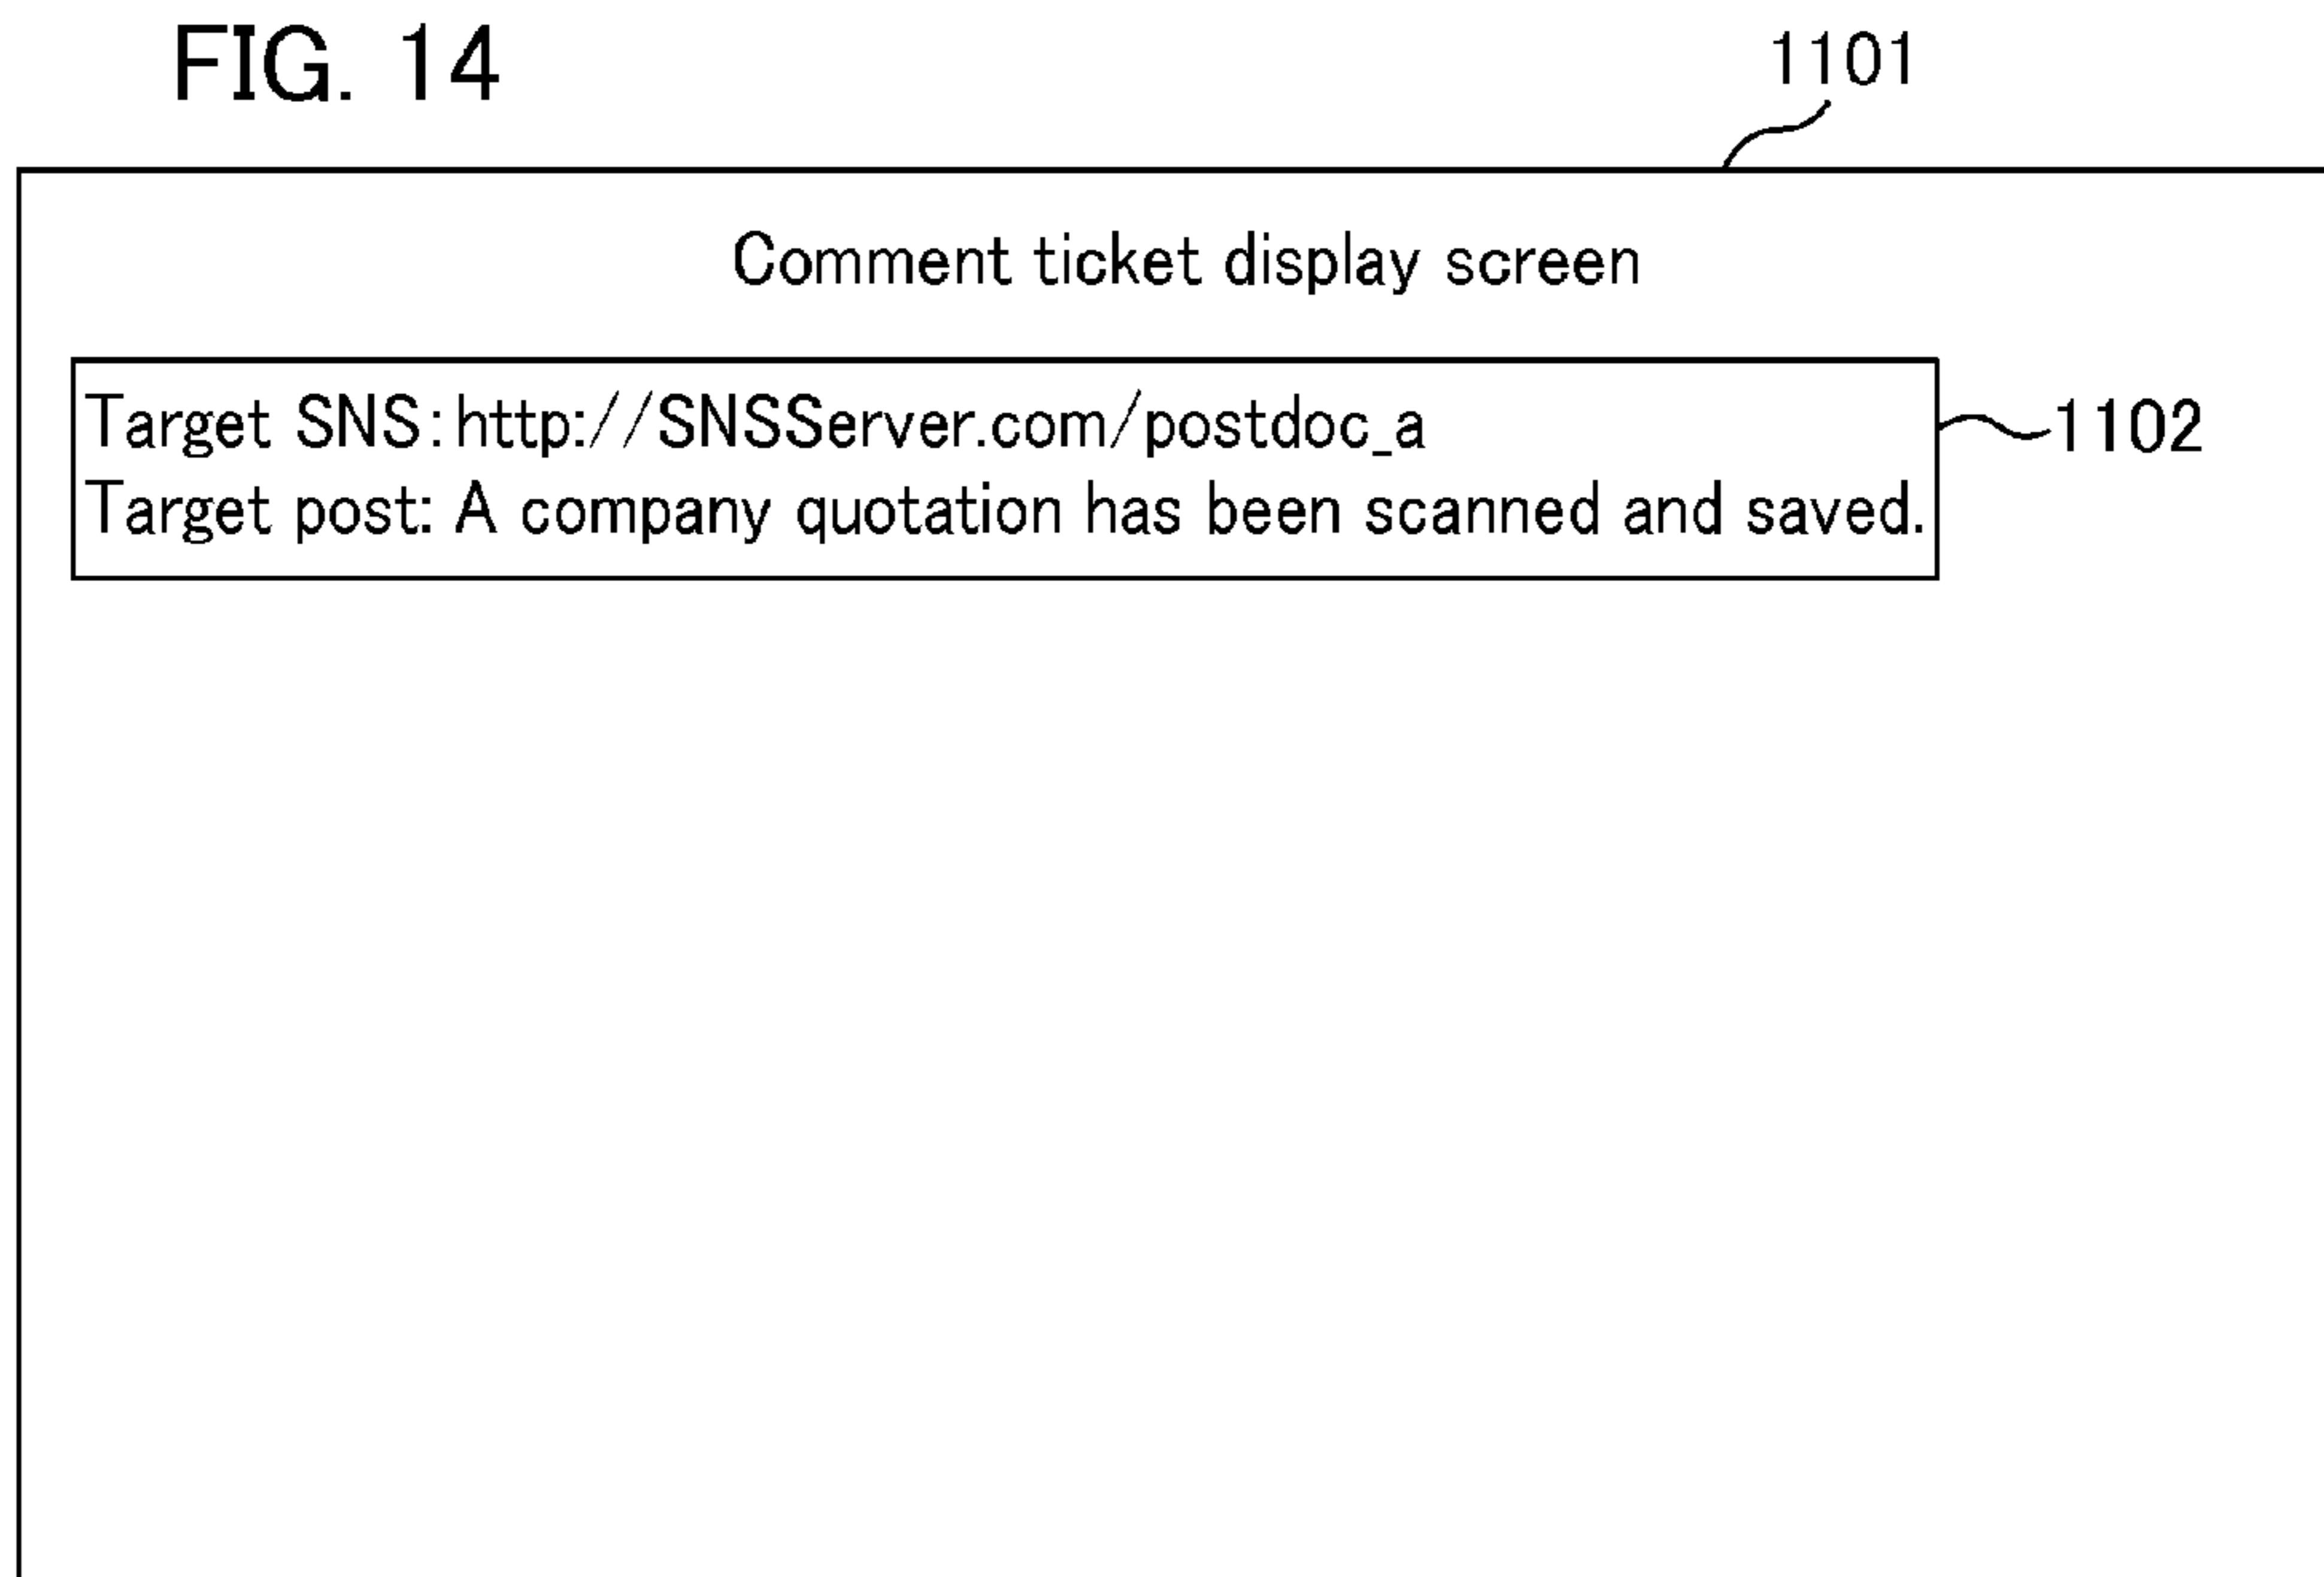 FIG. 14
1101
Comment ticket display screen
Target SNS: http://SNSServer.com/postdoc_a
1102
Target post: A company quotation has been scanned and saved.